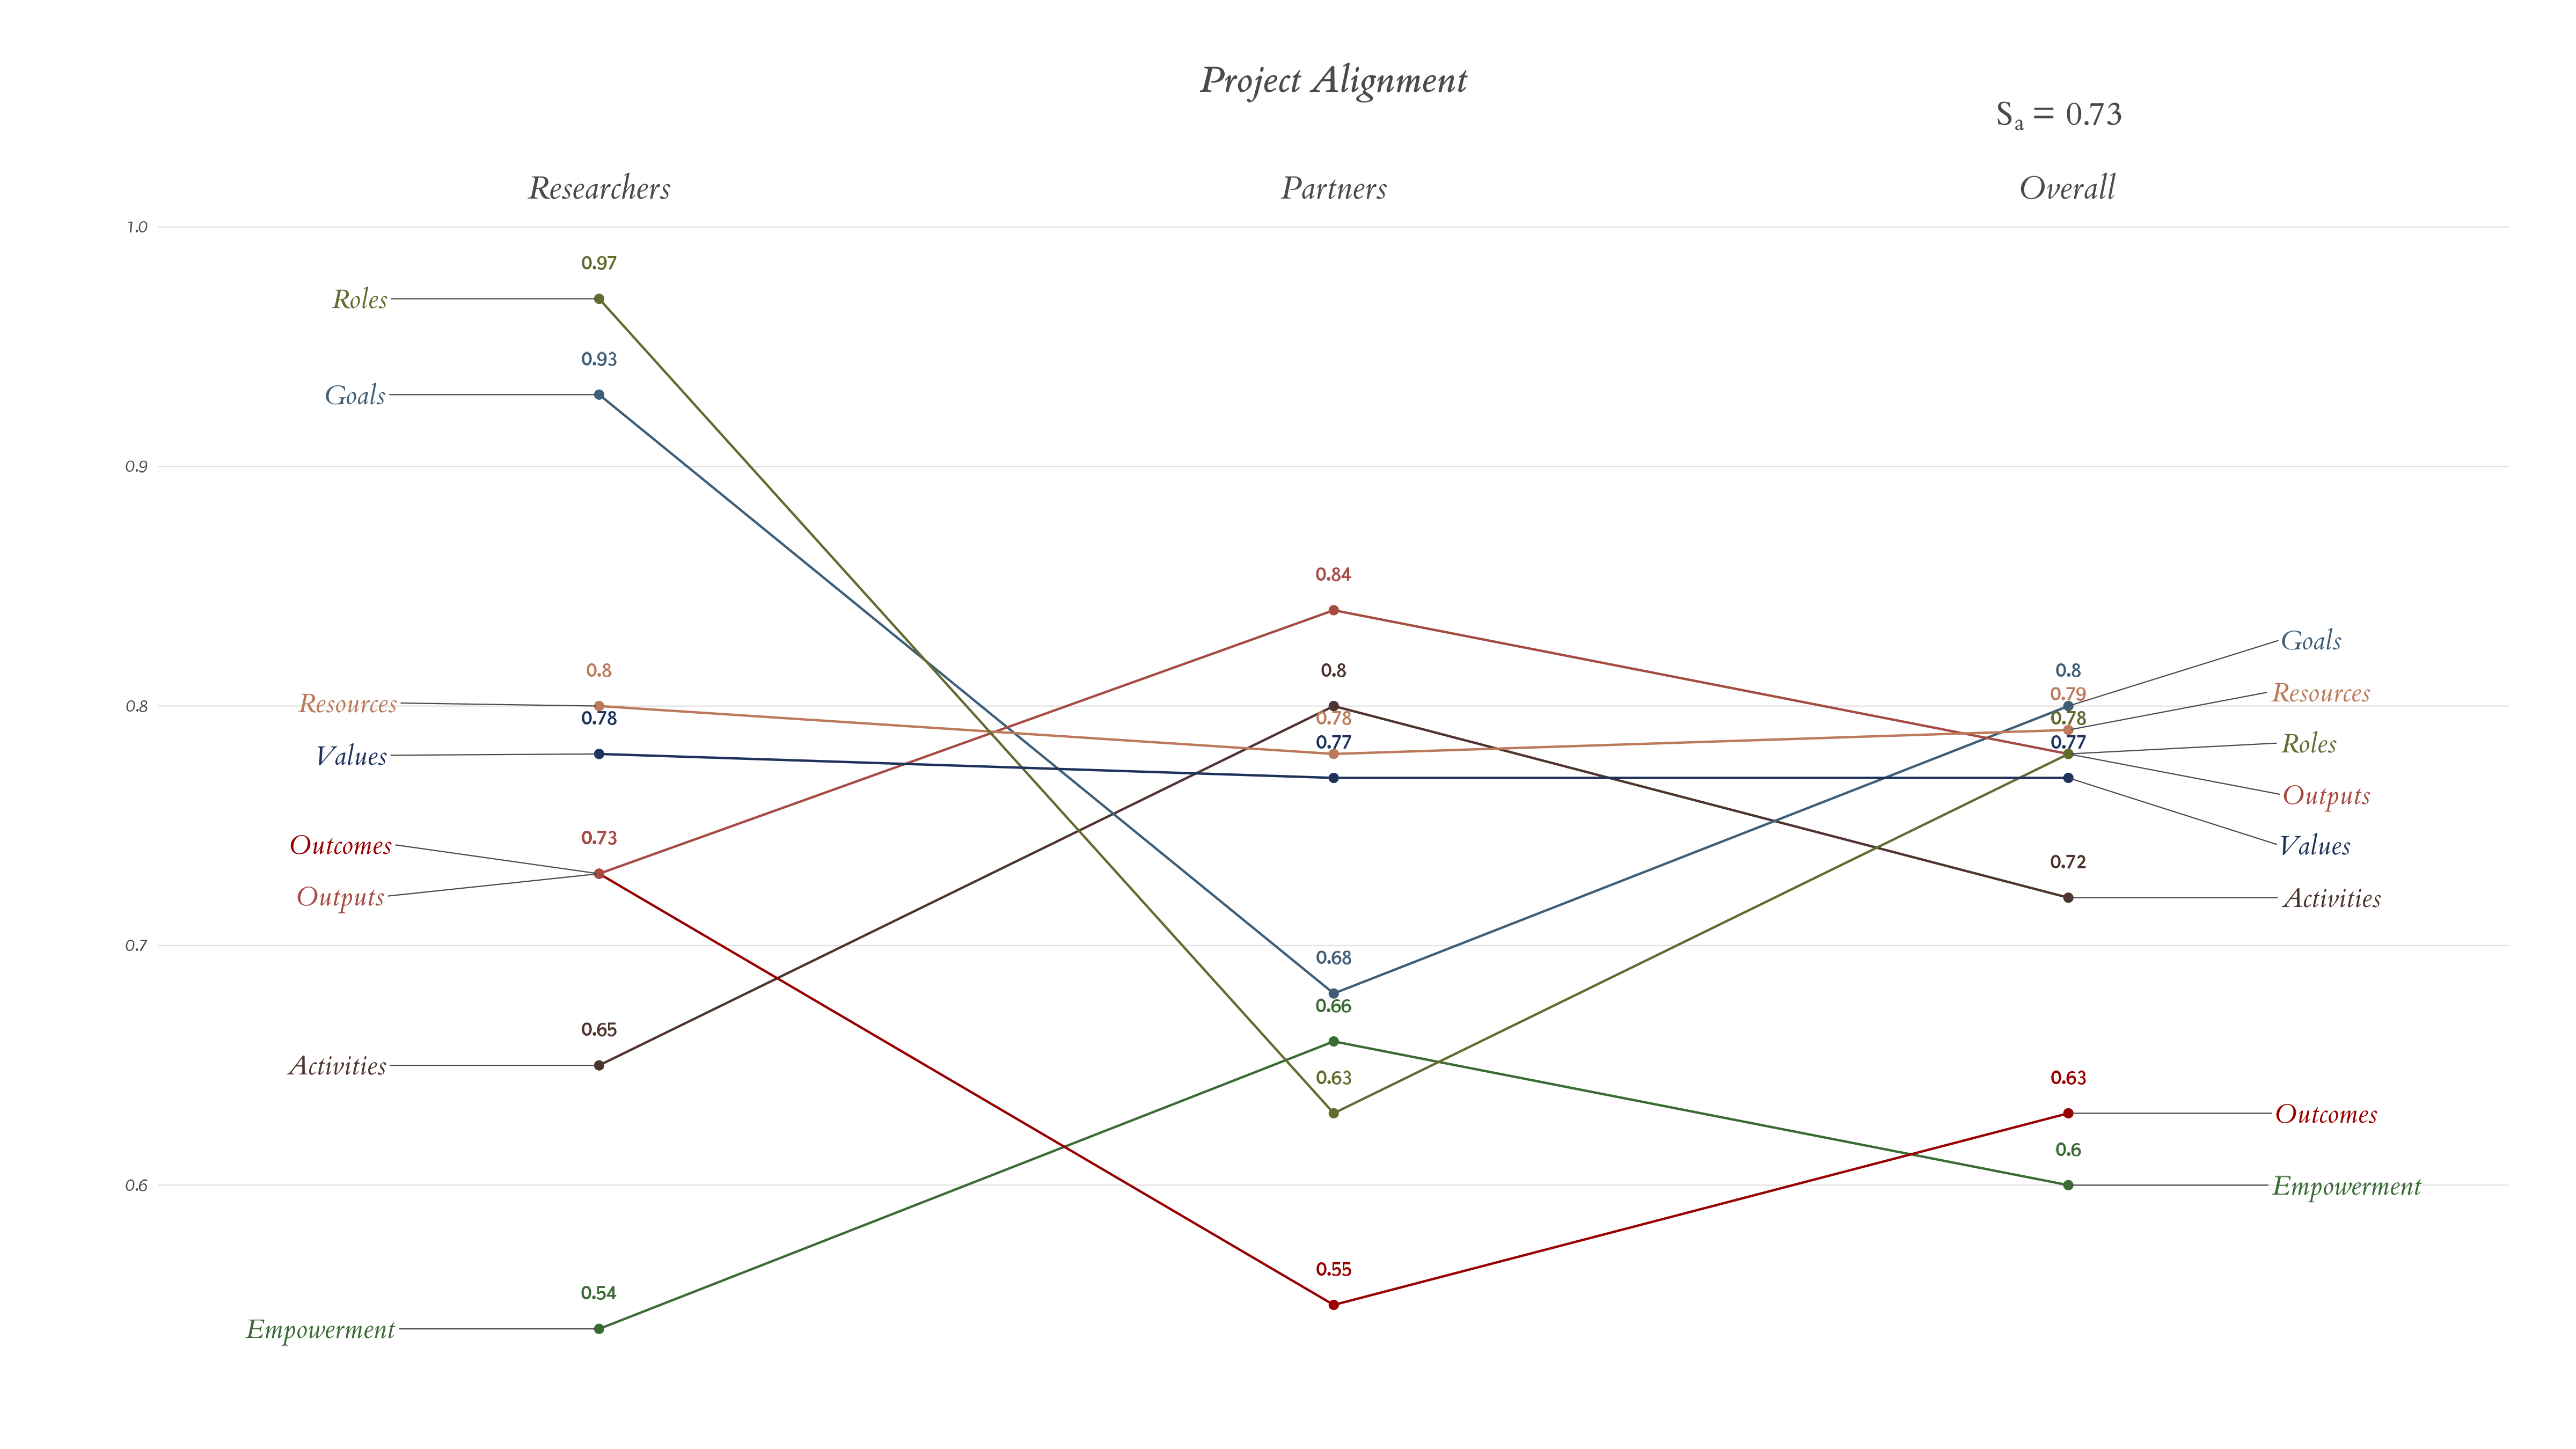 Project Alignment
Sa = 0.73
Researchers Partners Overall
1.0
0.97
Roles
0.93
Goals
0.9
0.84
Goals
0.8 0.8 0.8
Resources 0.79 Resources
0.8
0.78 0.78 0.78
Roles
0.77 0.77
Values
Outputs
0.73
Outcomes Values
0.72
Outputs Activities
0.7
0.68
0.66
0.65
Activities
0.63 0.63
Outcomes
0.6
0.6 Empowerment
0.55
0.54
Empowerment